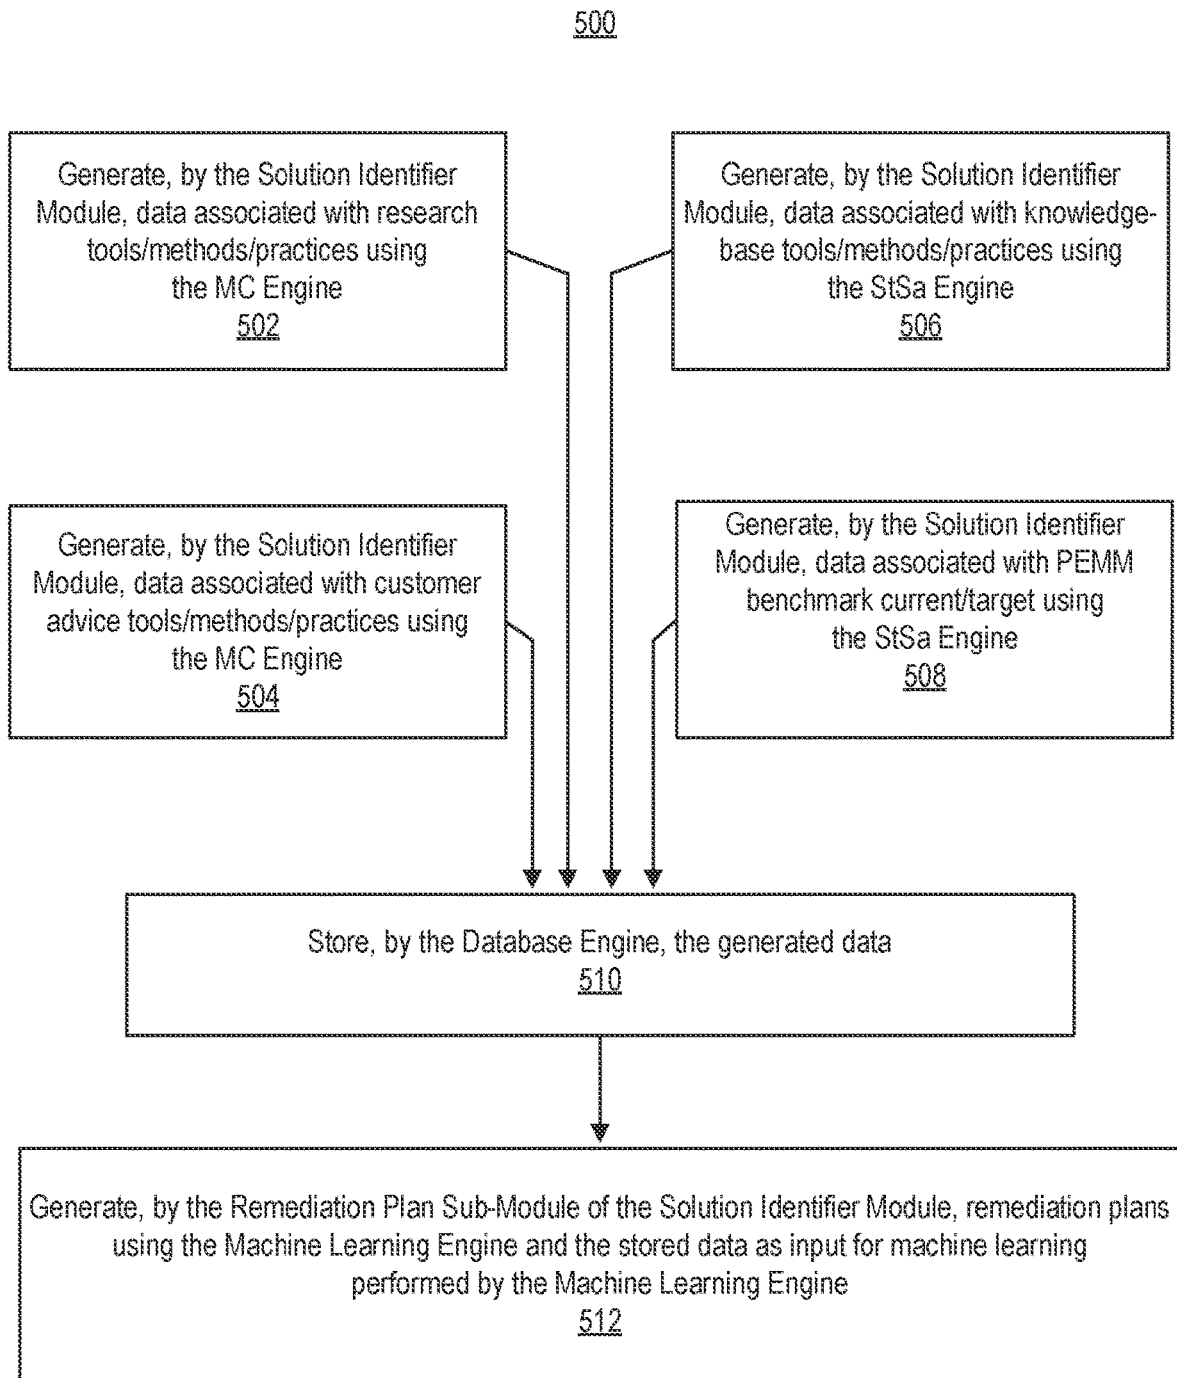 500
Generate, by the Solution Identifier
Module, data associated with research
tools/methods/practices using
the MC Engine
502
Generate, by the Solution Identifier
Module, data associated with knowledge-
base tools/methods/practices using
the StSa Engine
506
Generate, by the Solution Identifier
Module, data associated with customer
advice tools/methods/practices using
the MC Engine
504
Generate, by the Solution Identifier
Module, data associated with PEMM
benchmark current/target using
the StSa Engine
508
Store, by the Database Engine, the generated data
510
Generate, by the Remediation Plan Sub-Module of the Solution Identifier Module, remediation plans
using the Machine Learning Engine and the stored data as input for machine learning
performed by the Machine Learning Engine
512